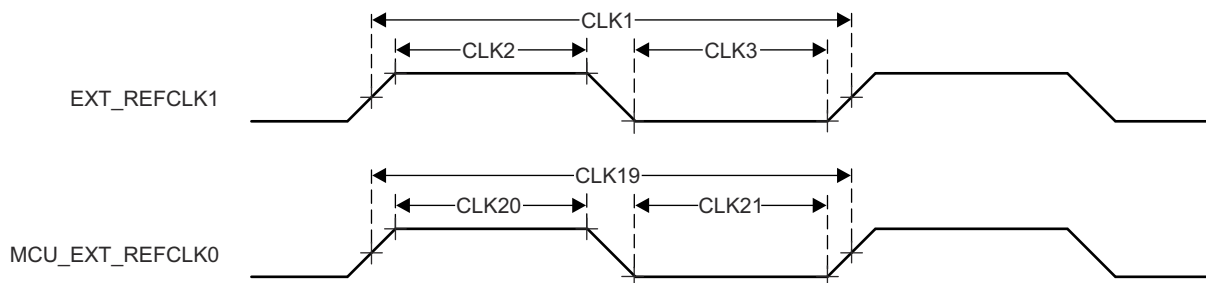 CLK1
CLK2 CLK3
EXT_REFCLK1
CLK19
CLK20 CLK21
MCU_EXT_REFCLK0